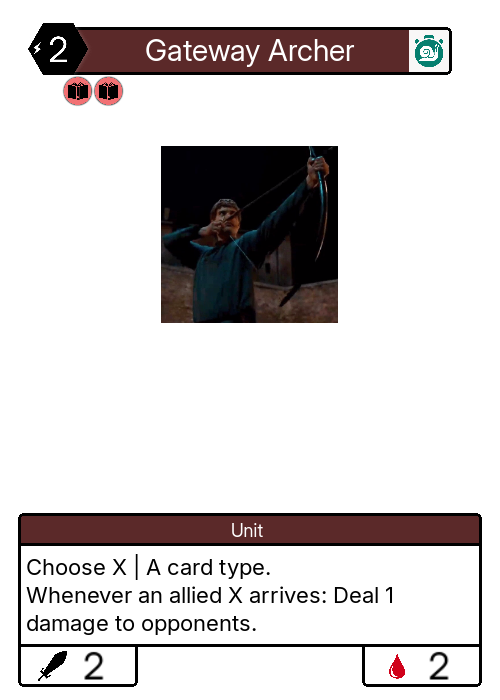 2
Gateway Archer
Unit
Choose X | A card type.
Whenever an allied X arrives: Deal 1
damage to opponents.
2
2